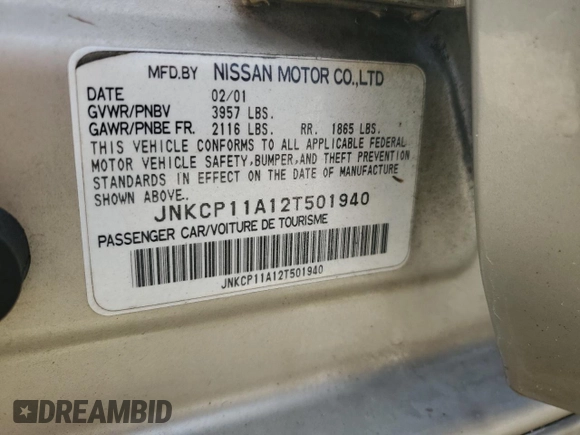 MFD.BY NISSAN MOTOR CO.,LTD
DATE 02/01
GVWR/PNBV 3957 LBS.
GAWR/PNBE FR. 2116 LBS. RR. 1865 LBS.
THIS VEHICLE CONFORMS TO ALL APPLICABLE FEDERAL
MOTOR VEHICLE SAFETY,BUMPER,AND THEFT PREVENTION
STANDARDS IN EFFECT ON THE DATE OF MANUFACTURE
SHOWN ABOVE.
JNKCP11A12T501940
PASSENGER CAR/VOITURE DE TOURISME
JNKCP11A12T501940
DREAMBID